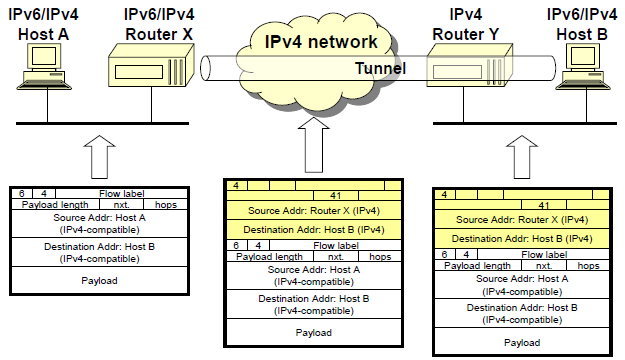 IPv6/IPv4
Host A
IPv6/IPv4
Router X
IPv4 network
IPv4
Router Y
IPv6/IPv4
Host B
Tunnel
6 4 Flow label
Payload length nxt. hops
Source Addr: Host A
(IPv4-compatible)
Destination Addr: Host B
(IPv4-compatible)
Payload
4
41
Source Addr: Router X (IPv4)
Destination Addr: Host B (IPv4)
6 4 Flow label
Payload length nxt. hops
Source Addr: Host A
(IPv4-compatible)
Destination Addr: Host B
(IPv4-compatible)
Payload
4
41
Source Addr: Router X (IPv4)
Destination Addr: Host B (IPv4)
6 4 Flow label
Payload length nxt. hops
Source Addr: Host A
(IPv4-compatible)
Destination Addr: Host B
(IPv4-compatible)
Payload